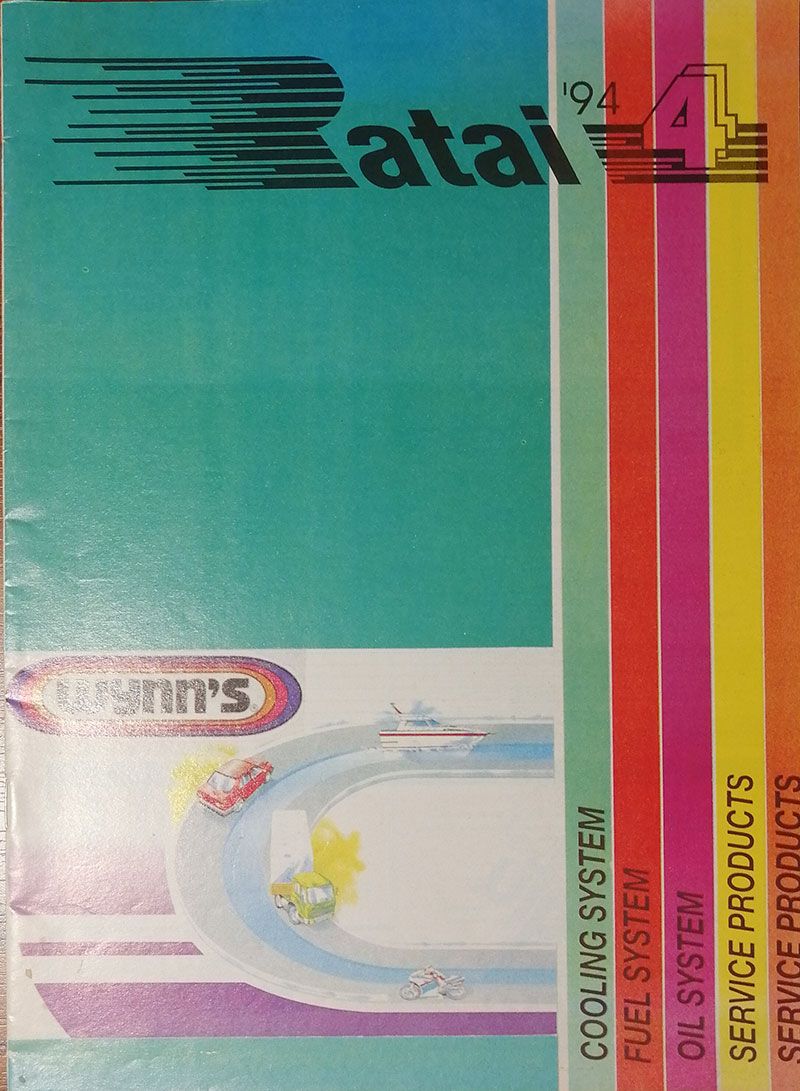 Ratai '94 4
wynn's
COOLING SYSTEM
FUEL SYSTEM
OIL SYSTEM
SERVICE PRODUCTS
SERVICE PRODUCTS